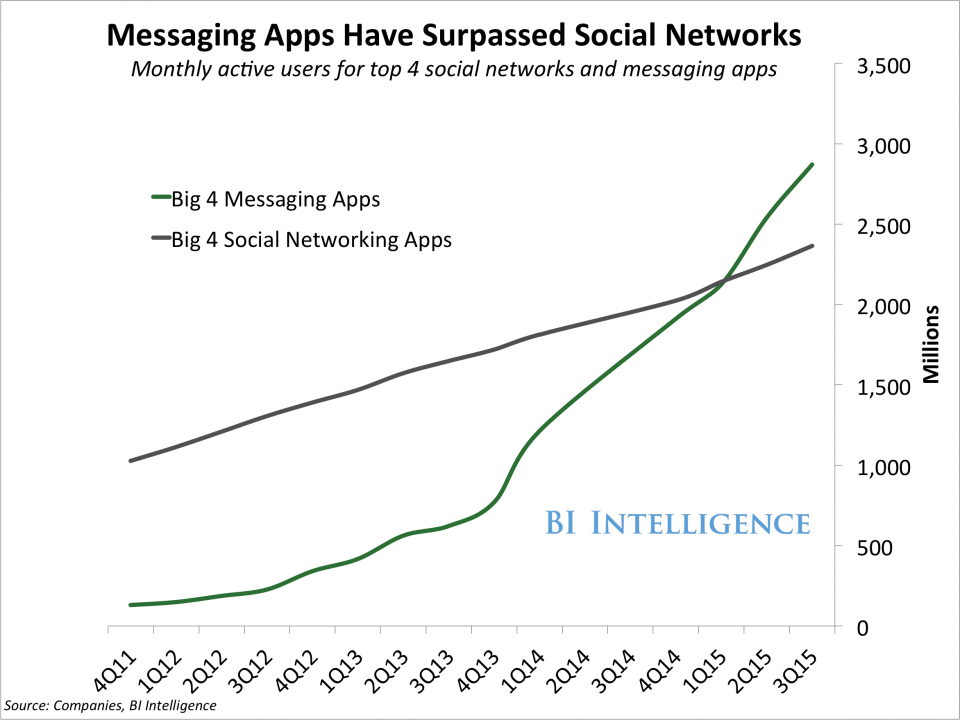 Messaging Apps Have Surpassed Social Networks
Monthly active users for top 4 social networks and messaging apps
3,500
3,000
2,500
2,000
1,500
1,000
500
0
Millions
Big 4 Messaging Apps
Big 4 Social Networking Apps
BI INTELLIGENCE
4Q11
1Q12
2Q12
3Q12
4Q12
1Q13
2Q13
3Q13
4Q13
1Q14
2Q14
3Q14
4Q14
1Q15
2Q15
3Q15
Source: Companies, BI Intelligence